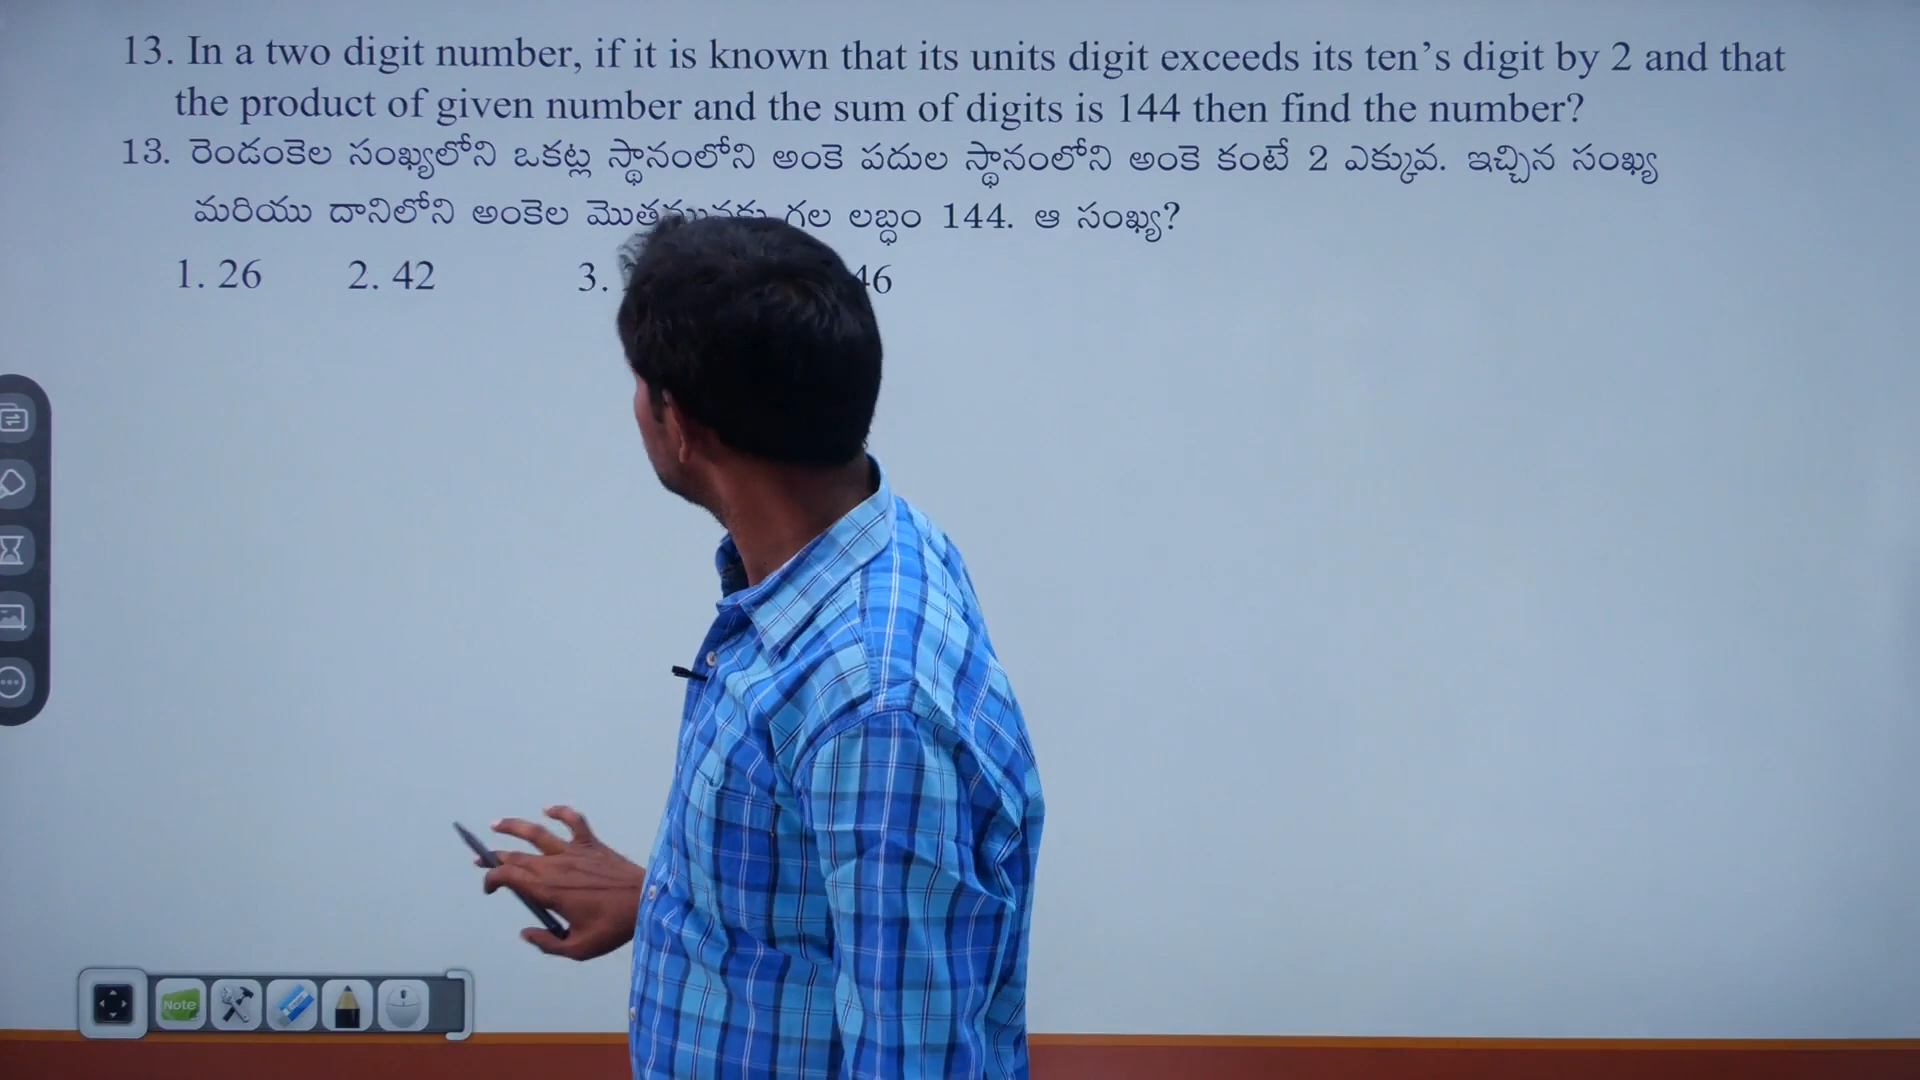 13. In a two digit number, if it is known that its units digit exceeds its ten’s digit by 2 and that
the product of given number and the sum of digits is 144 then find the number?
13. రెండంకెల సంఖ్యలోని ఒకట్ల స్థానంలోని అంకె పదుల స్థానంలోని అంకె కంటే 2 ఎక్కువ. ఇచ్చిన సంఖ్య
మరియు దానిలోని అంకెల గల లబ్ధం 144. ఆ సంఖ్య?
1. 26 2. 42 3. 46
Note